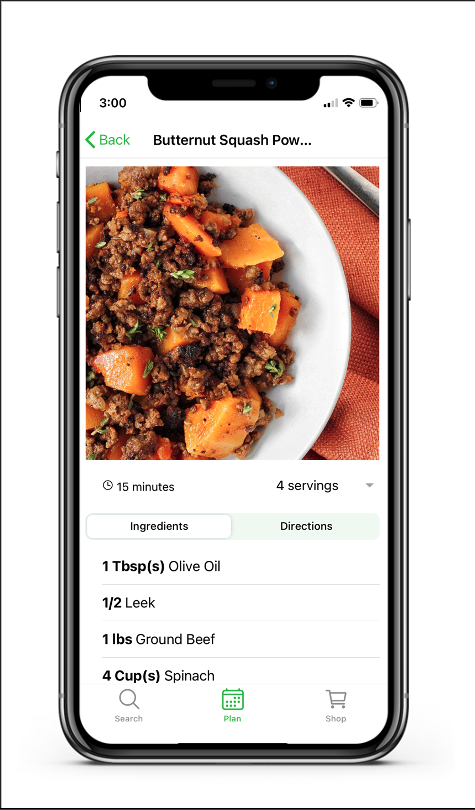 3:00
Back Butternut Squash Pow...
15 minutes 4 servings
Ingredients Directions
1 Tbsp(s) Olive Oil
1/2 Leek
1 lbs Ground Beef
4 Cup(s) Spinach
Search Plan Shop